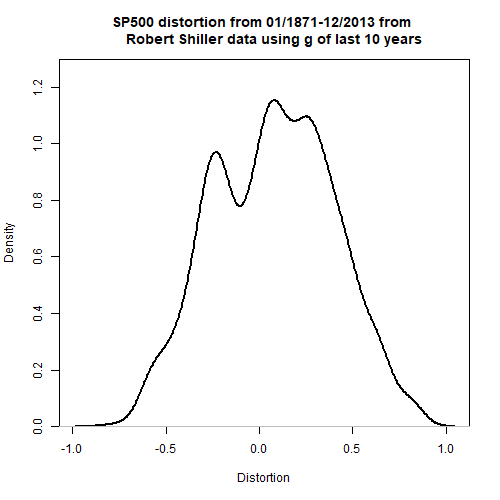 SP500 distortion from 01/1871-12/2013 from
Robert Shiller data using g of last 10 years
Density
1.2
1.0
0.8
0.6
0.4
0.2
0.0
-1.0 -0.5 0.0 0.5 1.0
Distortion